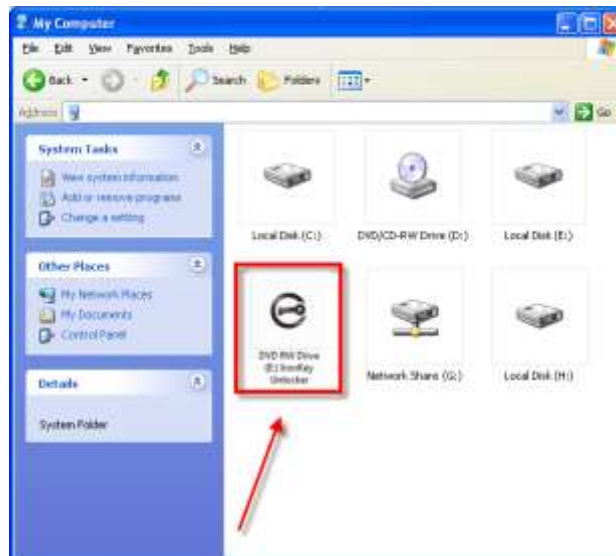 My Computer
File Edit View Favorites Tools Help
Back Search Folders
Address Go
System Tasks
View system information
Add or remove programs
Change a setting
Other Places
My Network Places
My Documents
Control Panel
Details
System Folder
Local Disk (C:)
DVD/CD-RW Drive (D:)
Local Disk (E:)
DVD RW Drive
(E:) IronKey
Unlocker
Network Share (G:)
Local Disk (H:)